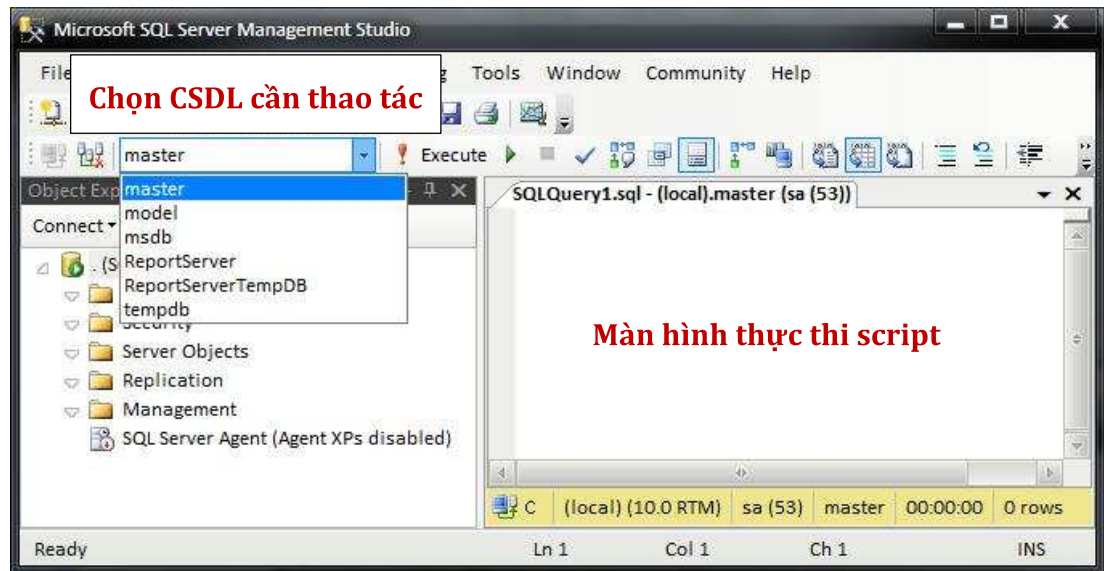 Microsoft SQL Server Management Studio
File Tools Window Community Help
Chọn CSDL cần thao tác
master Execute
Object Exp
master
model
msdb
ReportServer
ReportServerTempDB
tempdb
Connect
. (S
Security
Server Objects
Replication
Management
SQL Server Agent (Agent XPs disabled)
SQLQuery1.sql - (local).master (sa (53))
Màn hình thực thi script
C (local) (10.0 RTM) sa (53) master 00:00:00 0 rows
Ready Ln 1 Col 1 Ch 1 INS